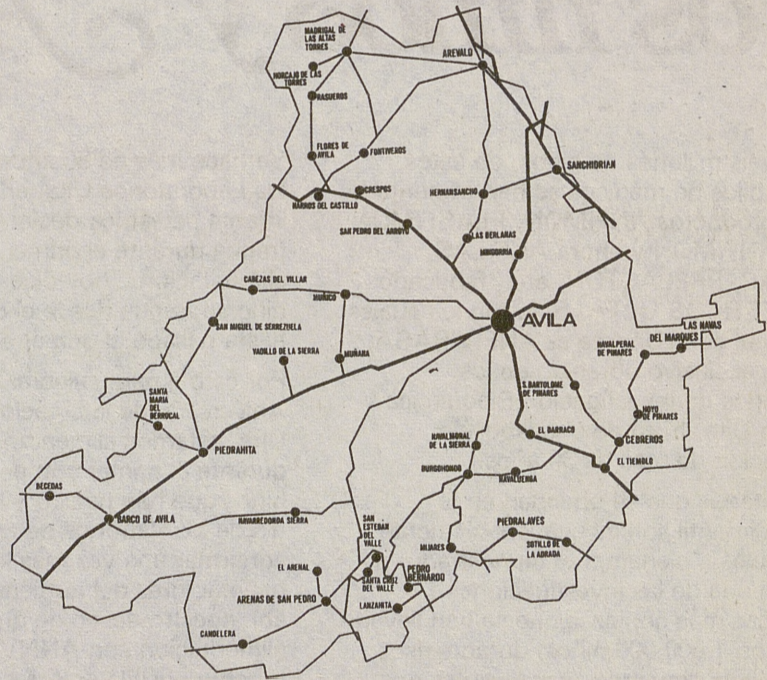 MADRIGAL DE
LAS ALTAS
TORRES
AREVALO
HORCAJO DE LAS
TORRES
RASUEROS
FLORES DE
AVILA
FONTIVEROS
SANCHIDRIAN
CRESPOS
HERNANSANCHO
NARROS DEL CASTILLO
SAN PEDRO DEL ARROYO
LAS BERLANAS
MINGORRIA
CABEZAS DEL VILLAR
MUÑICO
AVILA
SAN MIGUEL DE SERREZUELA
LAS NAVAS
DEL MARQUES
NAVALPERAL
DE PINARES
VADILLO DE LA SIERRA
MUÑANA
S. BARTOLOME
DE PINARES
SANTA
MARIA
DEL
BERROCAL
HOYO
DE PINARES
EL BARRACO
CEBREROS
NAVALMORAL
DE LA SIERRA
PIEDRAHITA
EL TIEMBLO
BURGOHONDO
NAVALUENGA
BECEDAS
BARCO DE AVILA
NAVARREDONDA SIERRA
SAN
ESTEBAN
DEL
VALLE
PIEDRALAVES
MIJARES
SOTILLO DE
LA ADRADA
EL ARENAL
SANTA CRUZ
DEL VALLE
PEDRO
BERNARDO
ARENAS DE SAN PEDRO
LANZAHITA
CANDELEDA